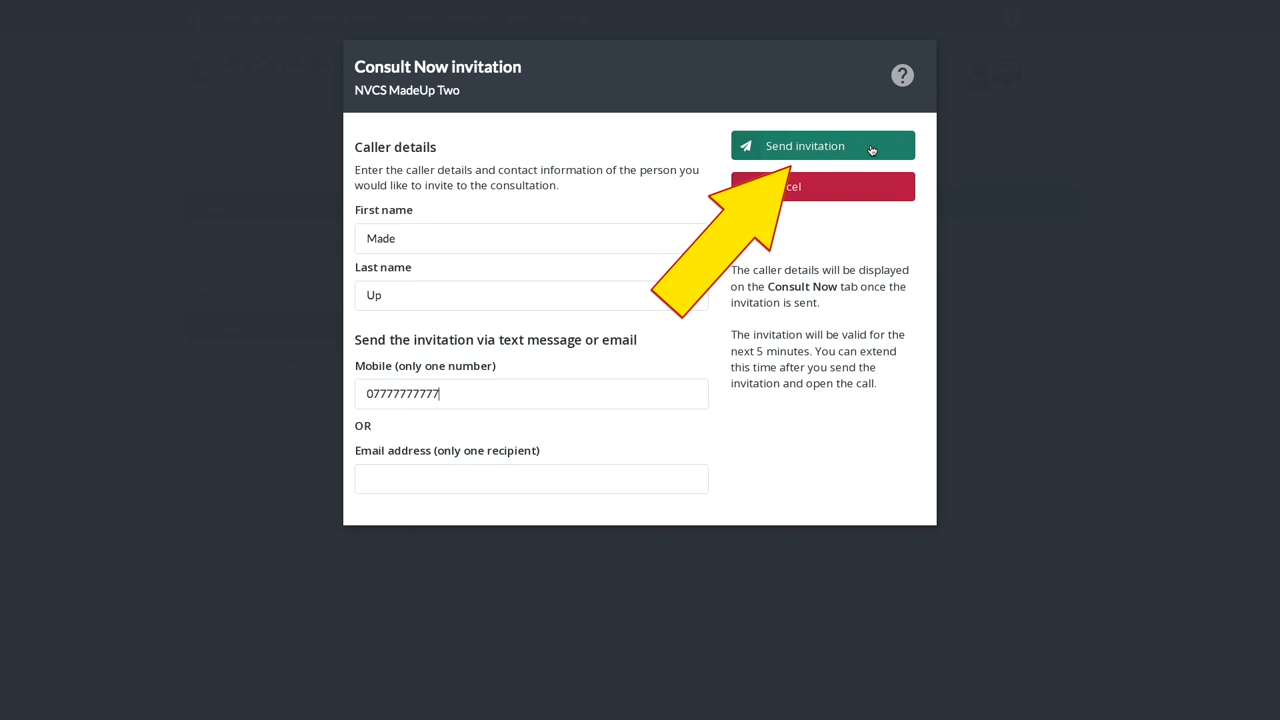 Consult Now invitation
NVCS MadeUp Two
Caller details
Enter the caller details and contact information of the person you
would like to invite to the consultation.
First name
Made
Last name
Up
Send the invitation via text message or email
Mobile (only one number)
07777777777
OR
Email address (only one recipient)
Send invitation
cel
The caller details will be displayed
on the Consult Now tab once the
invitation is sent.
The invitation will be valid for the
next 5 minutes. You can extend
this time after you send the
invitation and open the call.